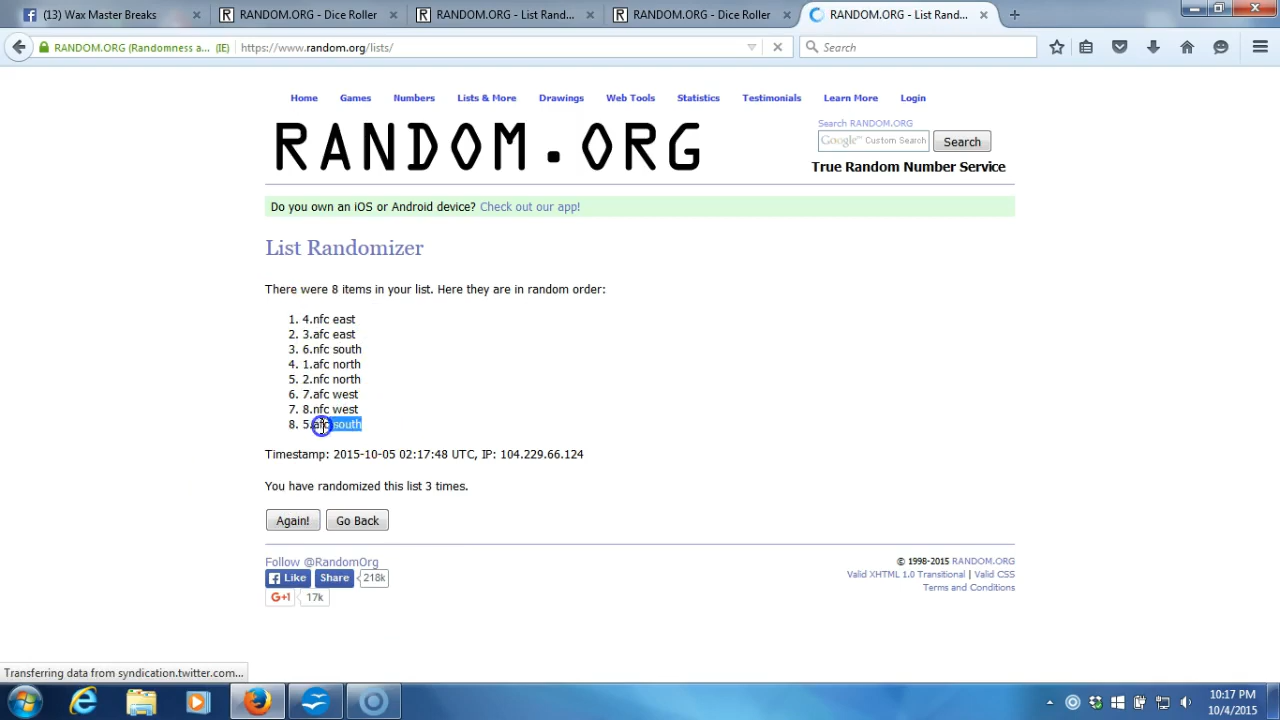 (13) Wax Master Breaks
RANDOM.ORG - Dice Roller
RANDOM.ORG - List Rand...
RANDOM.ORG - Dice Roller
RANDOM.ORG - List Rand...
RANDOM.ORG (Randomness a... (IE)
https://www.random.org/lists/
Search
Home Games Numbers Lists & More Drawings Web Tools Statistics Testimonials Learn More Login
RANDOM.ORG
Search RANDOM.ORG
Google™ Custom Search
Search
True Random Number Service
Do you own an iOS or Android device? Check out our app!
List Randomizer
There were 8 items in your list. Here they are in random order:
1. 4.nfc east
2. 3.afc east
3. 6.nfc south
4. 1.afc north
5. 2.nfc north
6. 7.afc west
7. 8.nfc west
8. 5.afc south
Timestamp: 2015-10-05 02:17:48 UTC, IP: 104.229.66.124
You have randomized this list 3 times.
Again! Go Back
Follow @RandomOrg
Like Share 218k
G+1 17k
© 1998-2015 RANDOM.ORG
Valid XHTML 1.0 Transitional | Valid CSS
Terms and Conditions
Transferring data from syndication.twitter.com...
10:17 PM
10/4/2015